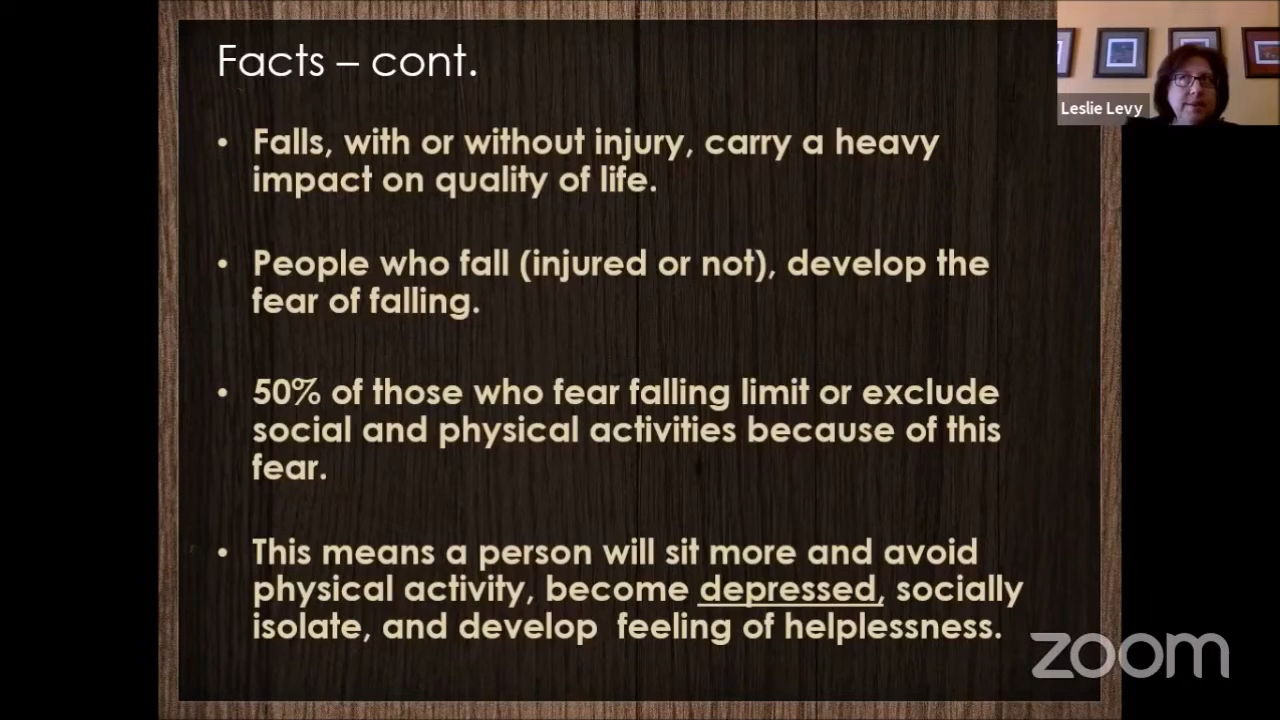 Facts – cont.
Leslie Levy
• Falls, with or without injury, carry a heavy
impact on quality of life.
• People who fall (injured or not), develop the
fear of falling.
• 50% of those who fear falling limit or exclude
social and physical activities because of this
fear.
• This means a person will sit more and avoid
physical activity, become depressed, socially
isolate, and develop  feeling of helplessness.
zoom